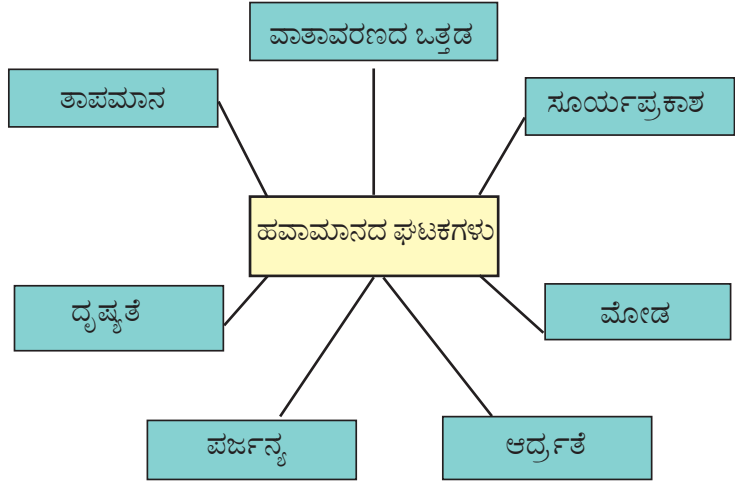 ವಾತಾವರಣದ ಒತ್ತಡ
ತಾಪಮಾನ
ಸೂರ್ಯಪ್ರಕಾಶ
ಹವಾಮಾನದ ಘಟಕಗಳು
ದೃಷ್ಯತೆ
ಮೋಡ
ಪರ್ಜನ್ಯ
ಆರ್ದ್ರತೆ